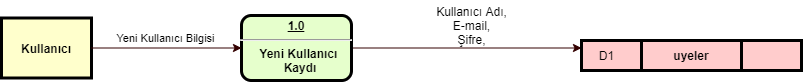 Kullanıcı
Yeni Kullanıcı Bilgisi
1.0
Yeni Kullanıcı
Kaydı
Kullanıcı Adı,
E-mail,
Şifre,
D1
uyeler